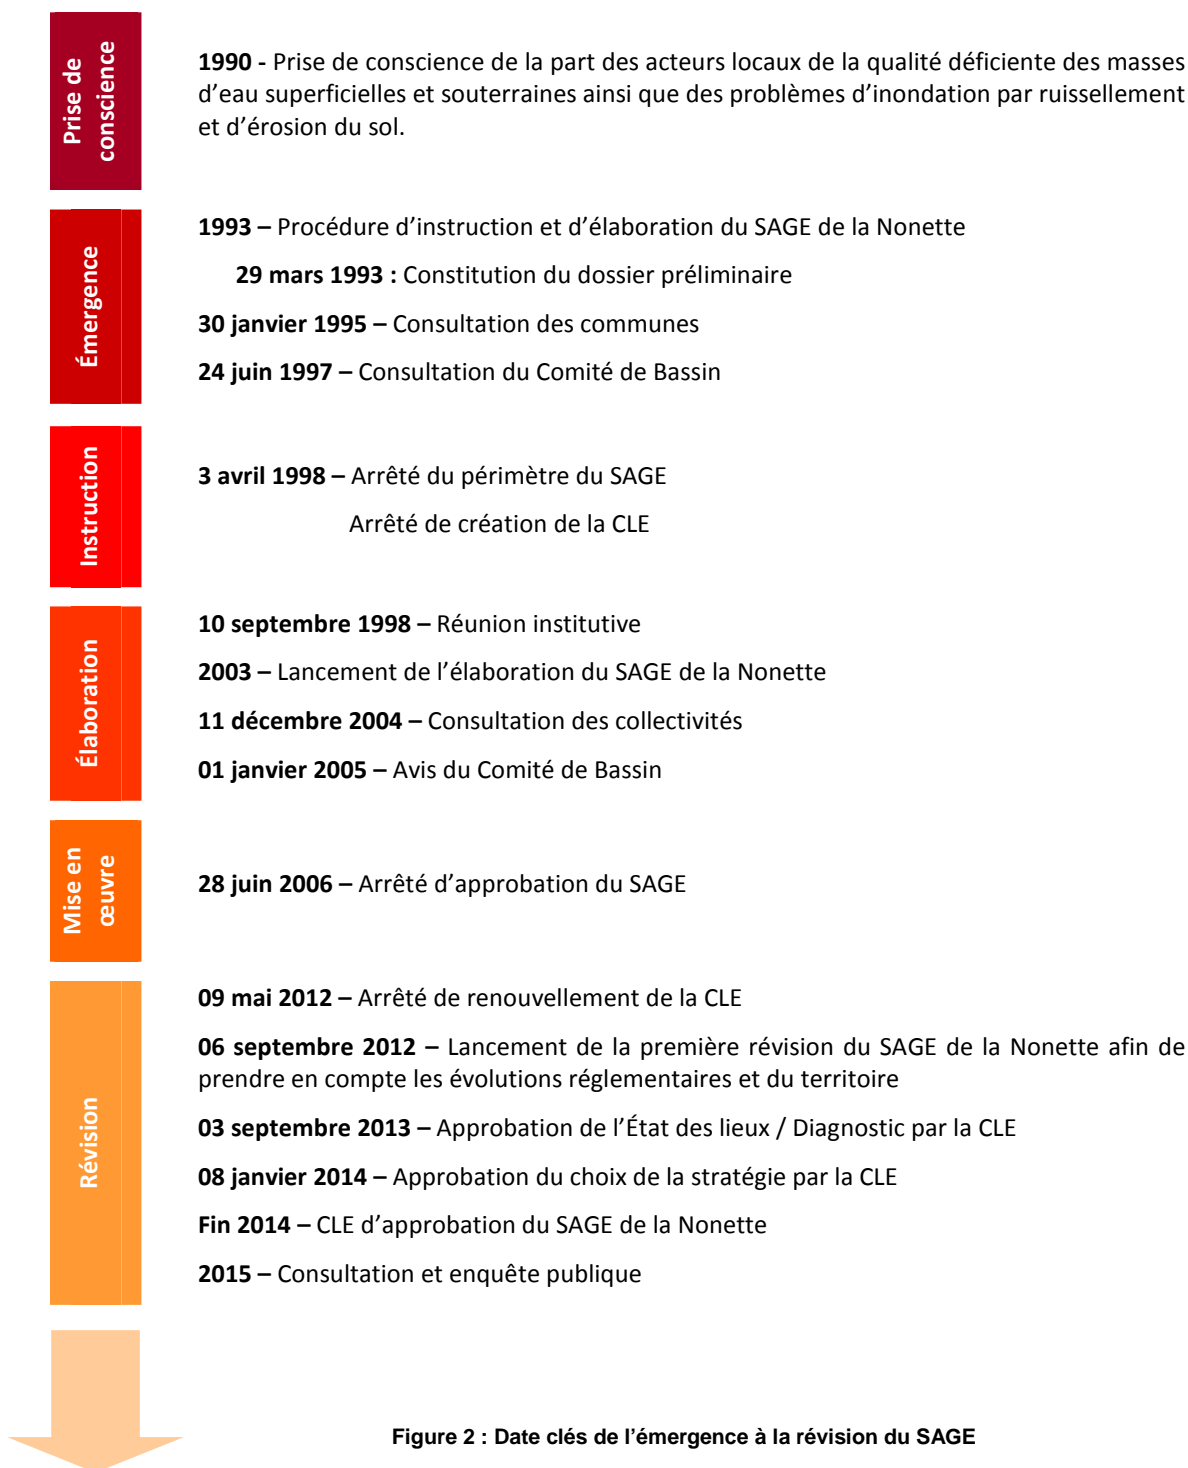 Prise de
conscience
1990 - Prise de conscience de la part des acteurs locaux de la qualité déficiente des masses
d’eau superficielles et souterraines ainsi que des problèmes d’inondation par ruissellement
et d’érosion du sol.
Émergence
1993 – Procédure d’instruction et d’élaboration du SAGE de la Nonette
29 mars 1993 : Constitution du dossier préliminaire
30 janvier 1995 – Consultation des communes
24 juin 1997 – Consultation du Comité de Bassin
Instruction
3 avril 1998 – Arrêté du périmètre du SAGE
Arrêté de création de la CLE
Élaboration
10 septembre 1998 – Réunion institutive
2003 – Lancement de l’élaboration du SAGE de la Nonette
11 décembre 2004 – Consultation des collectivités
01 janvier 2005 – Avis du Comité de Bassin
Mise en
œuvre
28 juin 2006 – Arrêté d’approbation du SAGE
Révision
09 mai 2012 – Arrêté de renouvellement de la CLE
06 septembre 2012 – Lancement de la première révision du SAGE de la Nonette afin de
prendre en compte les évolutions réglementaires et du territoire
03 septembre 2013 – Approbation de l’État des lieux / Diagnostic par la CLE
08 janvier 2014 – Approbation du choix de la stratégie par la CLE
Fin 2014 – CLE d’approbation du SAGE de la Nonette
2015 – Consultation et enquête publique
Figure 2 : Date clés de l’émergence à la révision du SAGE